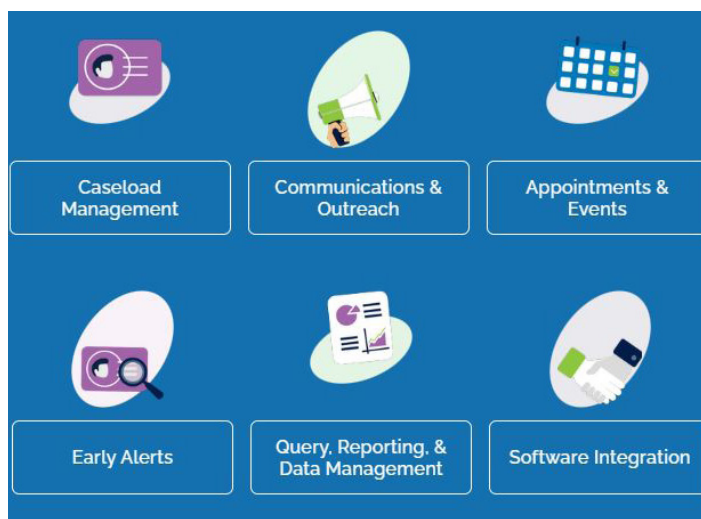 Caseload
Management
Communications &
Outreach
Appointments &
Events
Early Alerts
Query, Reporting, &
Data Management
Software Integration